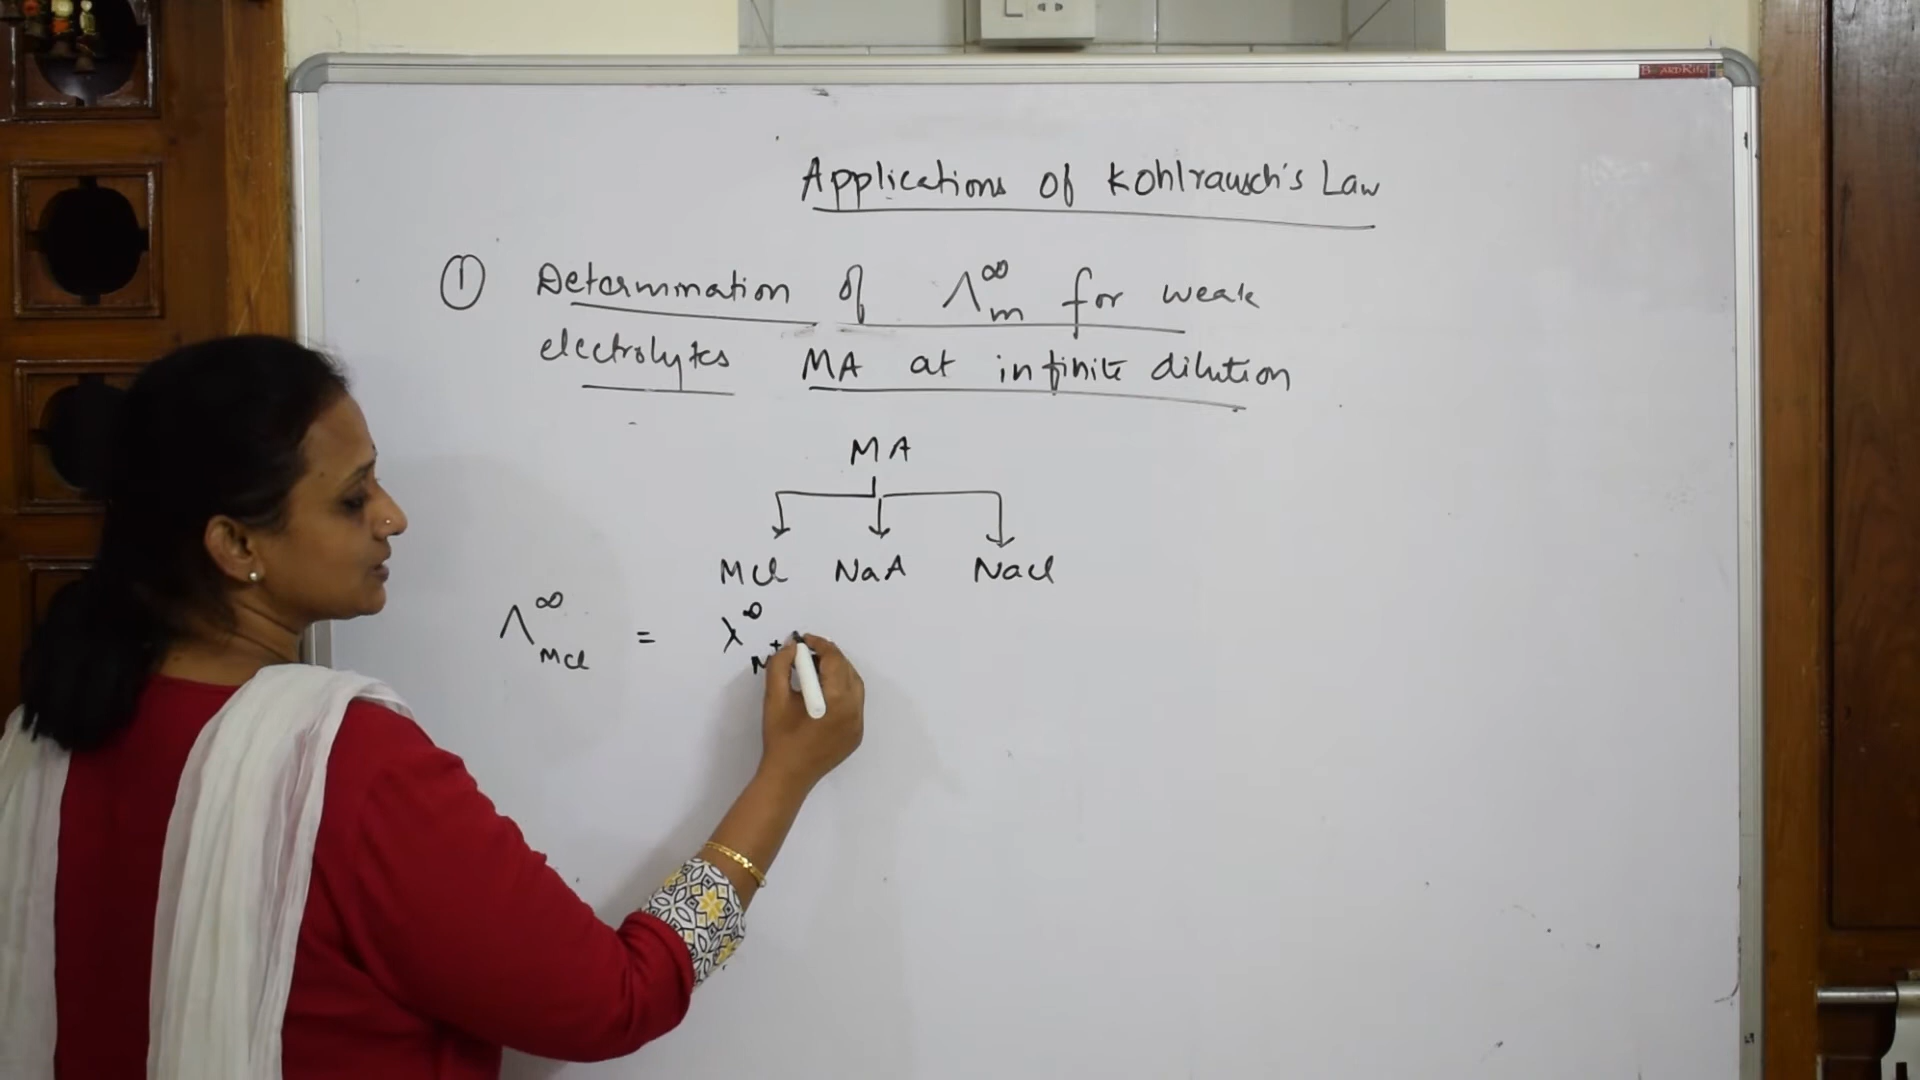 Applications of Kohlrausch's Law
① Determination of Λ∞m for weak
electrolytes MA at infinite dilution
MA
MCl NaA NaCl
Λ∞MCl = λ∞M+